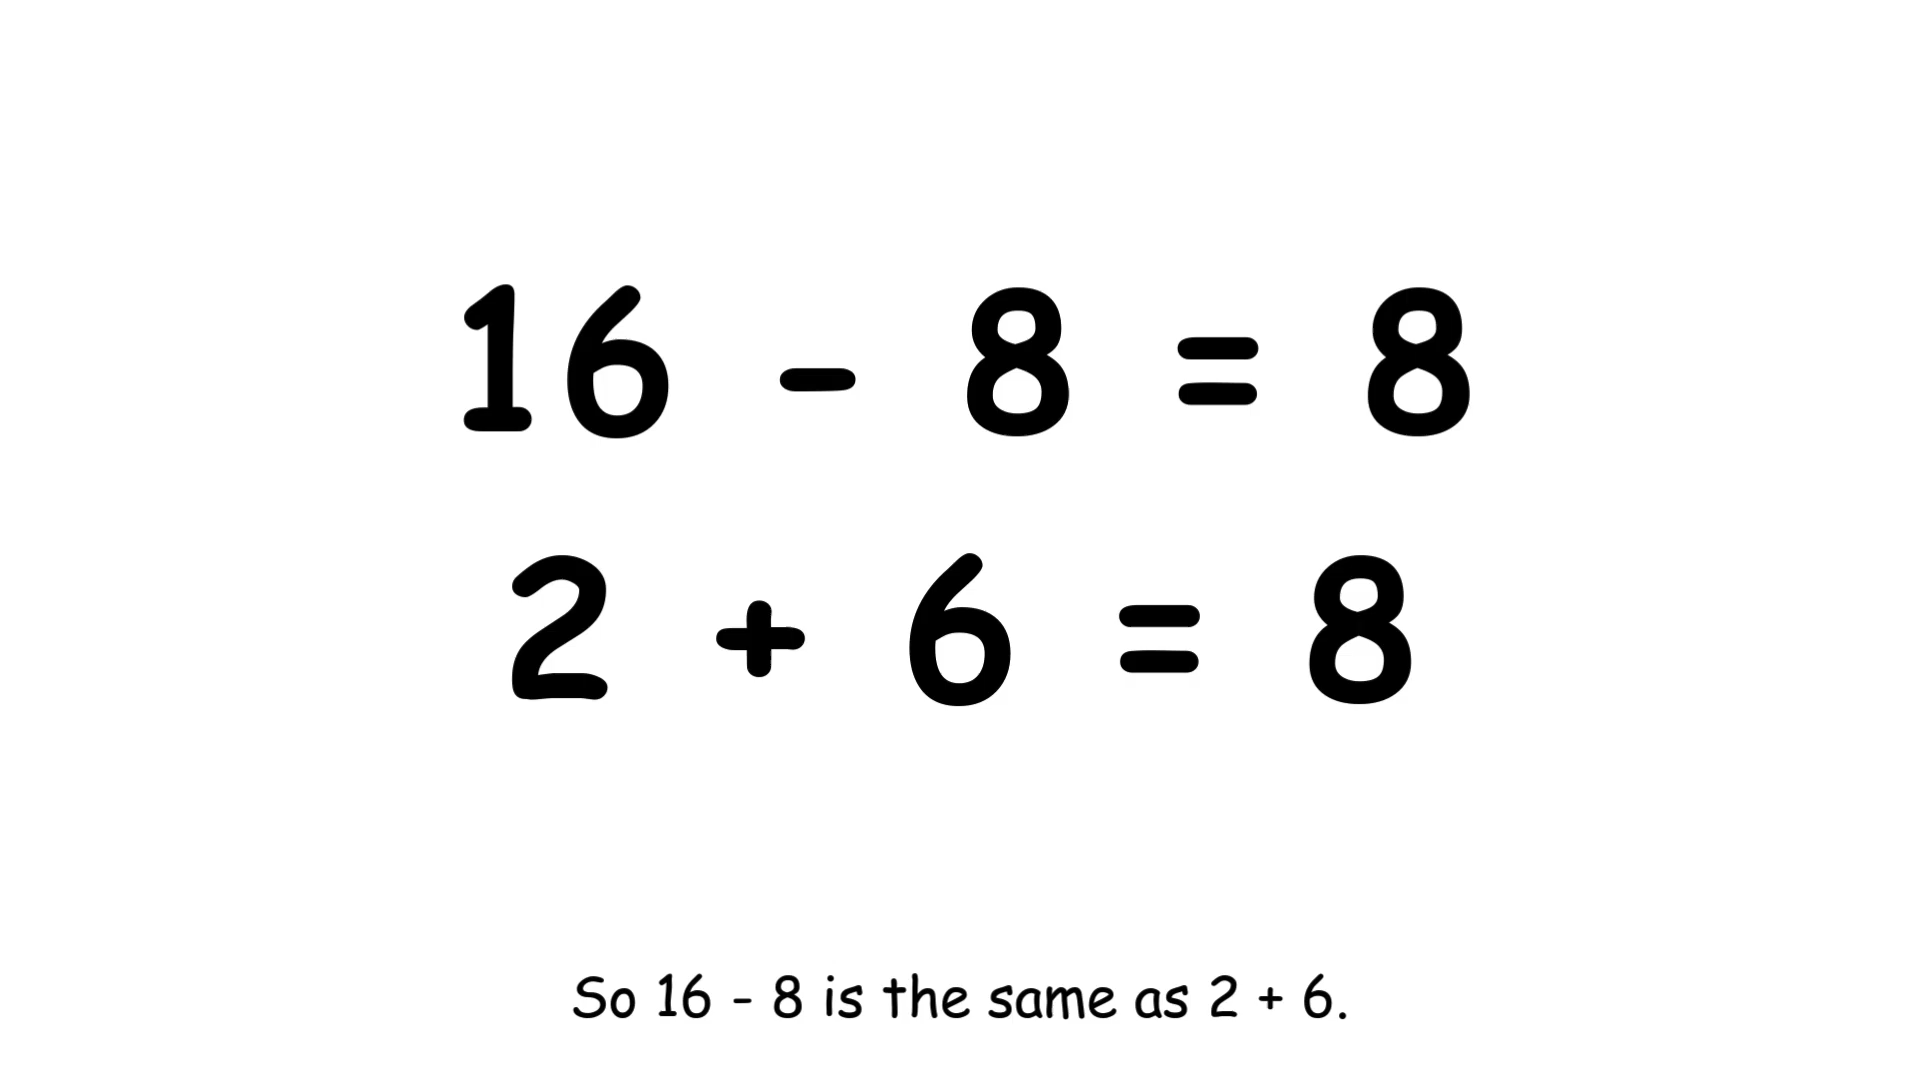 16 - 8 = 8
2 + 6 = 8
So 16 - 8 is the same as 2 + 6.